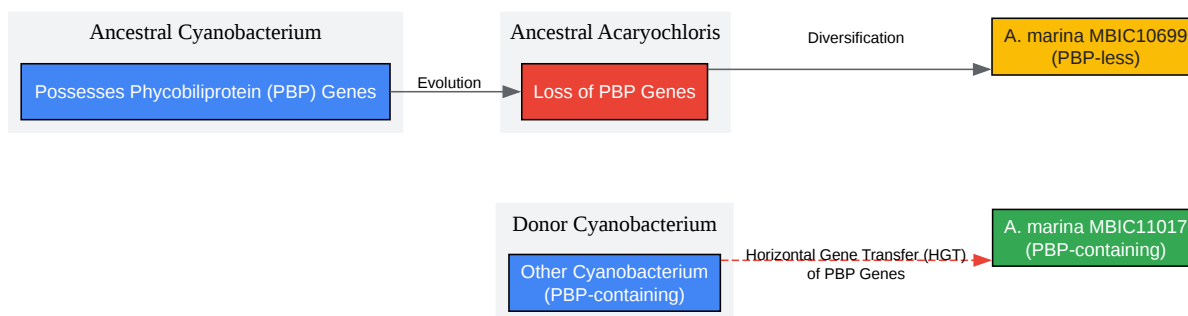 Ancestral Cyanobacterium
Possesses Phycobiliprotein (PBP) Genes
Evolution
Ancestral Acaryochloris
Loss of PBP Genes
Diversification
A. marina MBIC10699
(PBP-less)
Donor Cyanobacterium
Other Cyanobacterium
(PBP-containing)
Horizontal Gene Transfer (HGT)
of PBP Genes
A. marina MBIC11017
(PBP-containing)